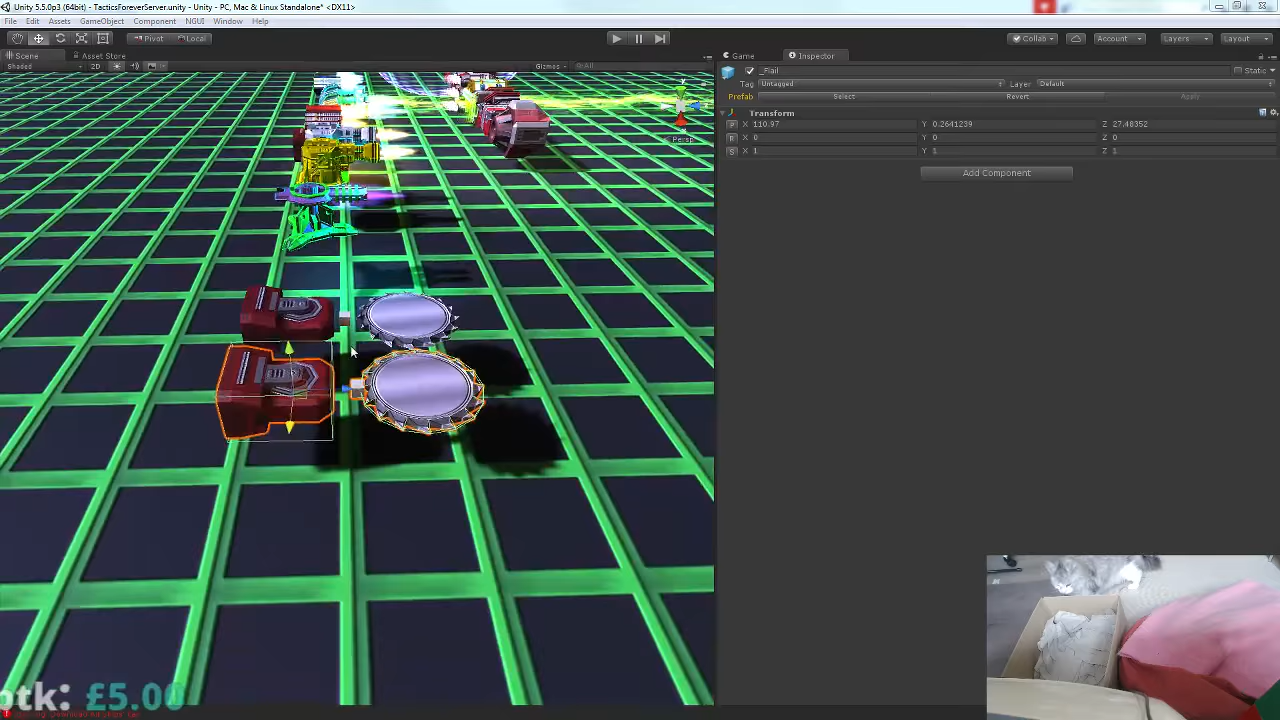 Unity 5.5.0p3 (64bit) - TacticsForeverServer.unity - Unity - PC, Mac & Linux Standalone* <DX11>
File Edit Assets GameObject Component NGUI Window Help
Pivot Local Collab Account Layers Layout
Scene Asset Store Game Inspector
Shaded 2D Gizmos All
_Flail Static
Tag Untagged Layer Default
Prefab Select Revert Apply
Transform
P X 110.97 Y 0.2641239 Z 27.48352
R X 0 Y 0 Z 0
S X 1 Y 1 Z 1
Add Component
Persp
otk: £5.00